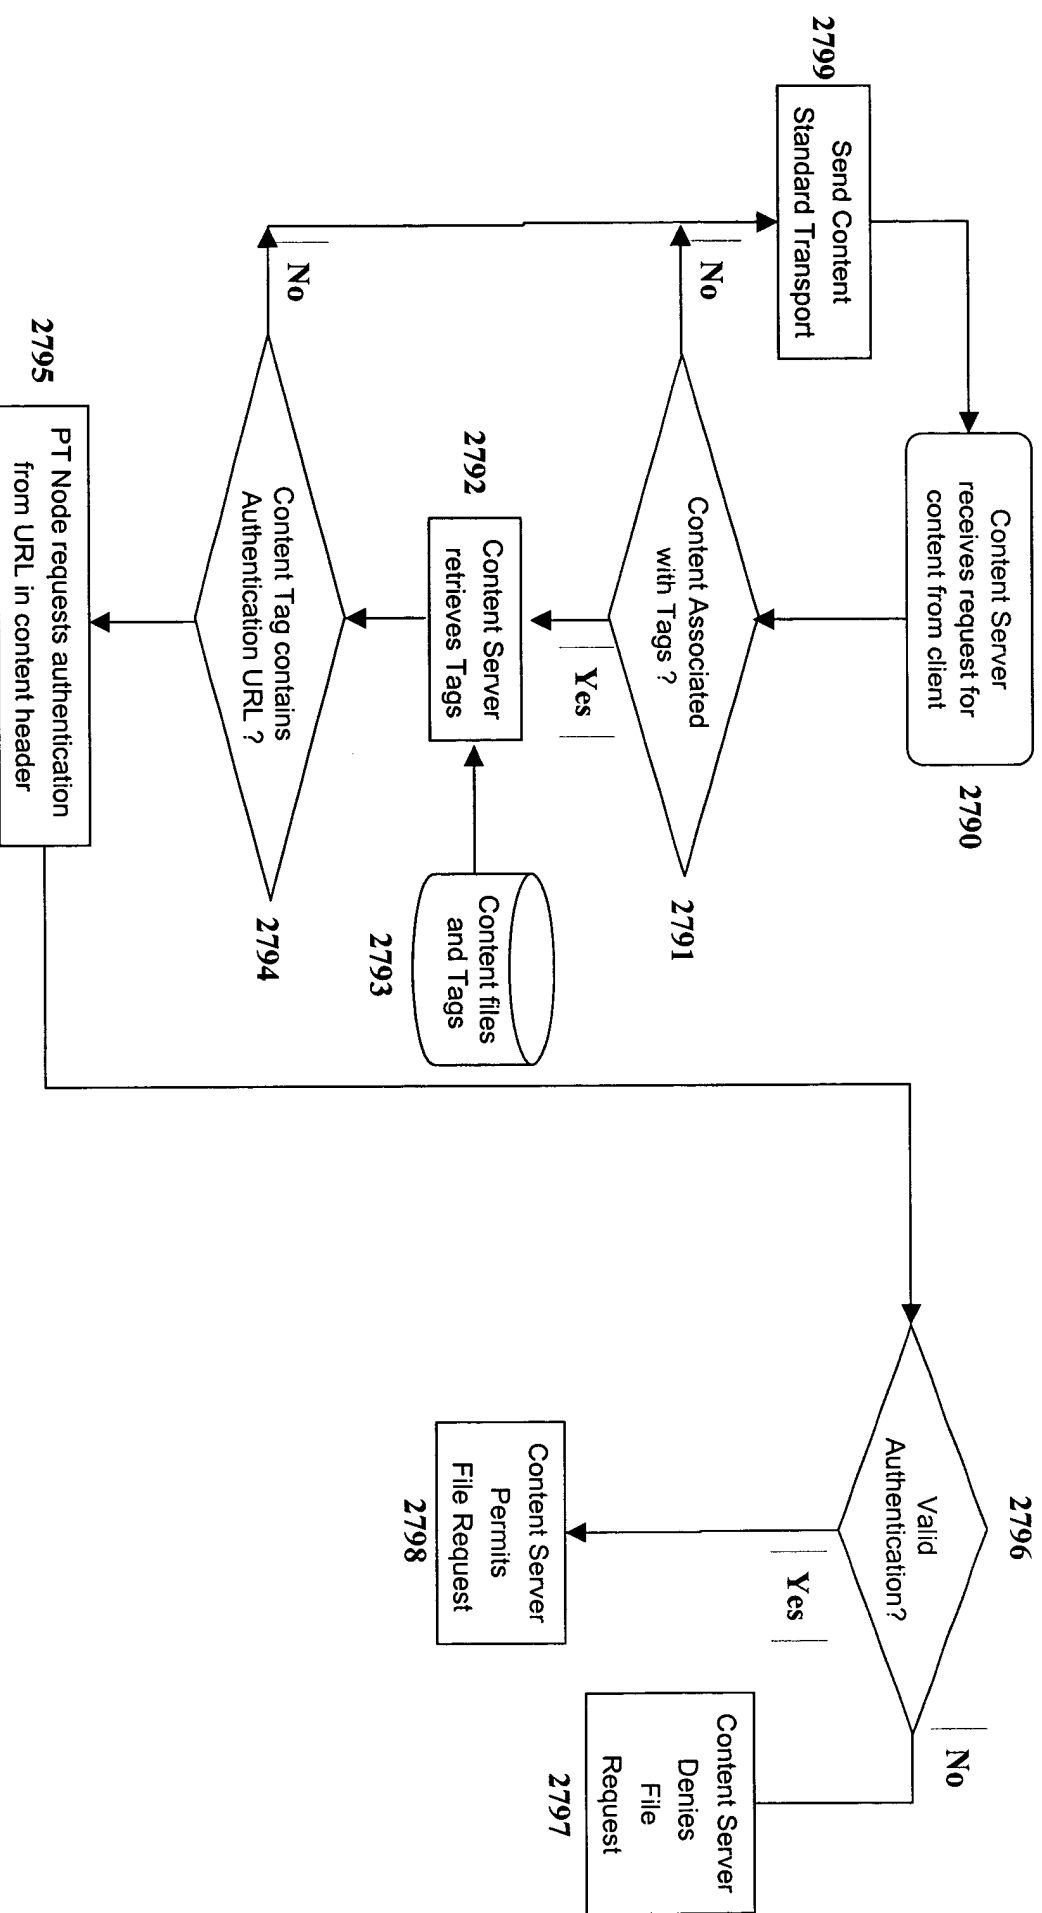 2799
Send Content
Standard Transport
Content Server
receives request for
content from client
2790
No
Content Associated
with Tags ?
2791
Yes
2792
Content Server
retrieves Tags
Content files
and Tags
2793
No
Content Tag contains
Authentication URL ?
2794
2795
PT Node requests authentication
from URL in content header
2796
Valid
Authentication?
Yes
No
Content Server
Permits
File Request
2798
Content Server
Denies
File
Request
2797